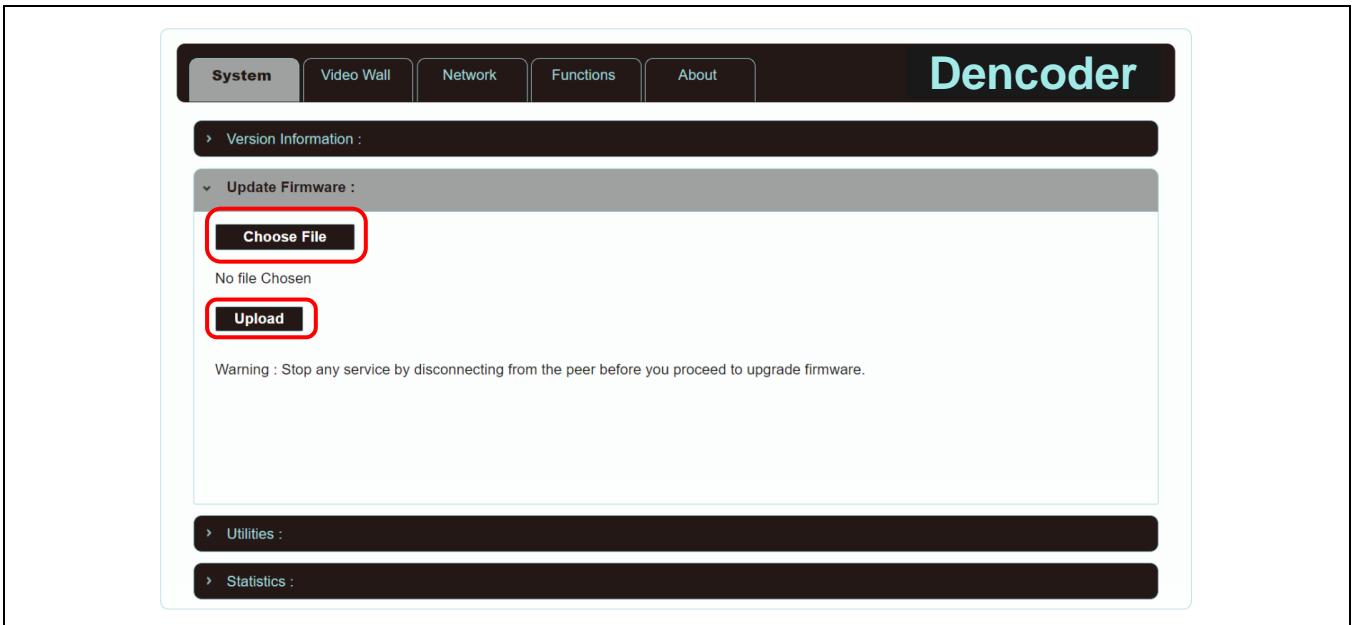 System
Video Wall
Network
Functions
About
Dencoder
Version Information :
Update Firmware :
Choose File
No file Chosen
Upload
Warning : Stop any service by disconnecting from the peer before you proceed to upgrade firmware.
Utilities :
Statistics :